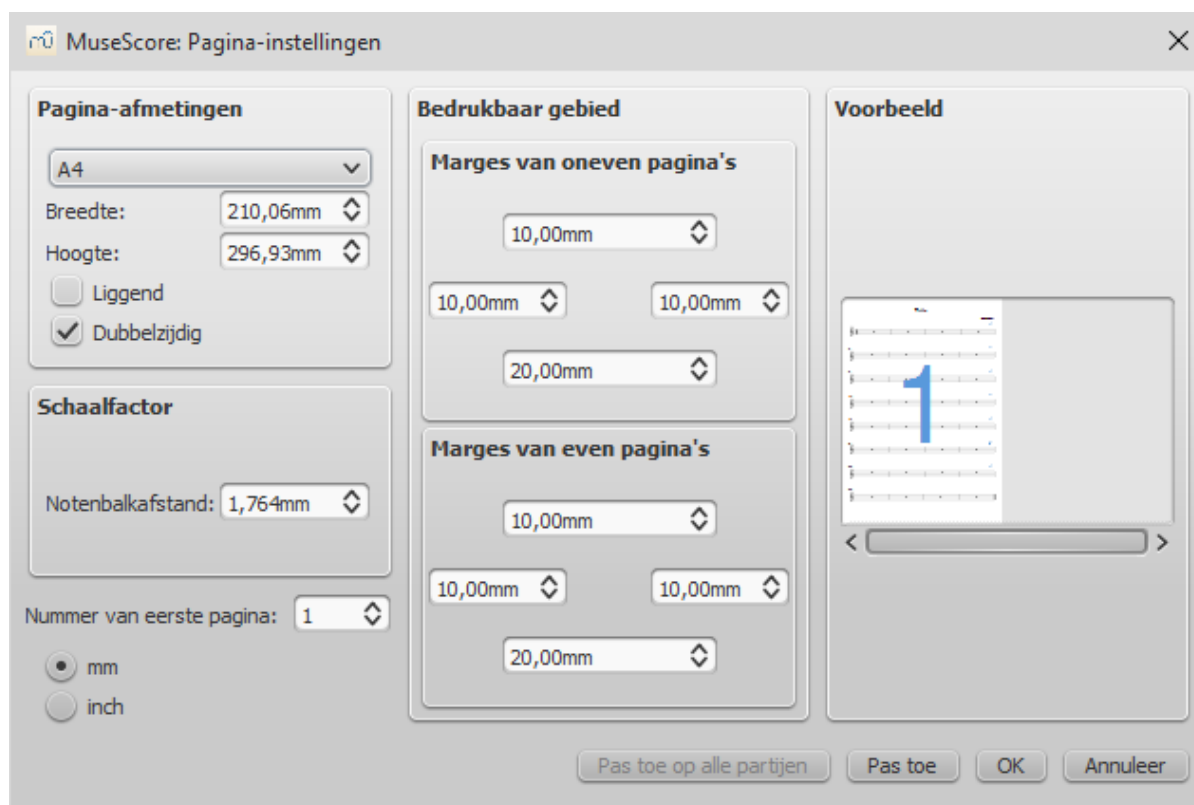 MuseScore: Pagina-instellingen
Pagina-afmetingen
A4
Breedte: 210,06mm
Hoogte: 296,93mm
Liggend
Dubbelzijdig
Schaalfactor
Notenbalkafstand: 1,764mm
Nummer van eerste pagina: 1
mm
inch
Bedrukbaar gebied
Marges van oneven pagina's
10,00mm
10,00mm 10,00mm
20,00mm
Marges van even pagina's
10,00mm
10,00mm 10,00mm
20,00mm
Voorbeeld
1
Pas toe op alle partijen Pas toe OK Annuleer